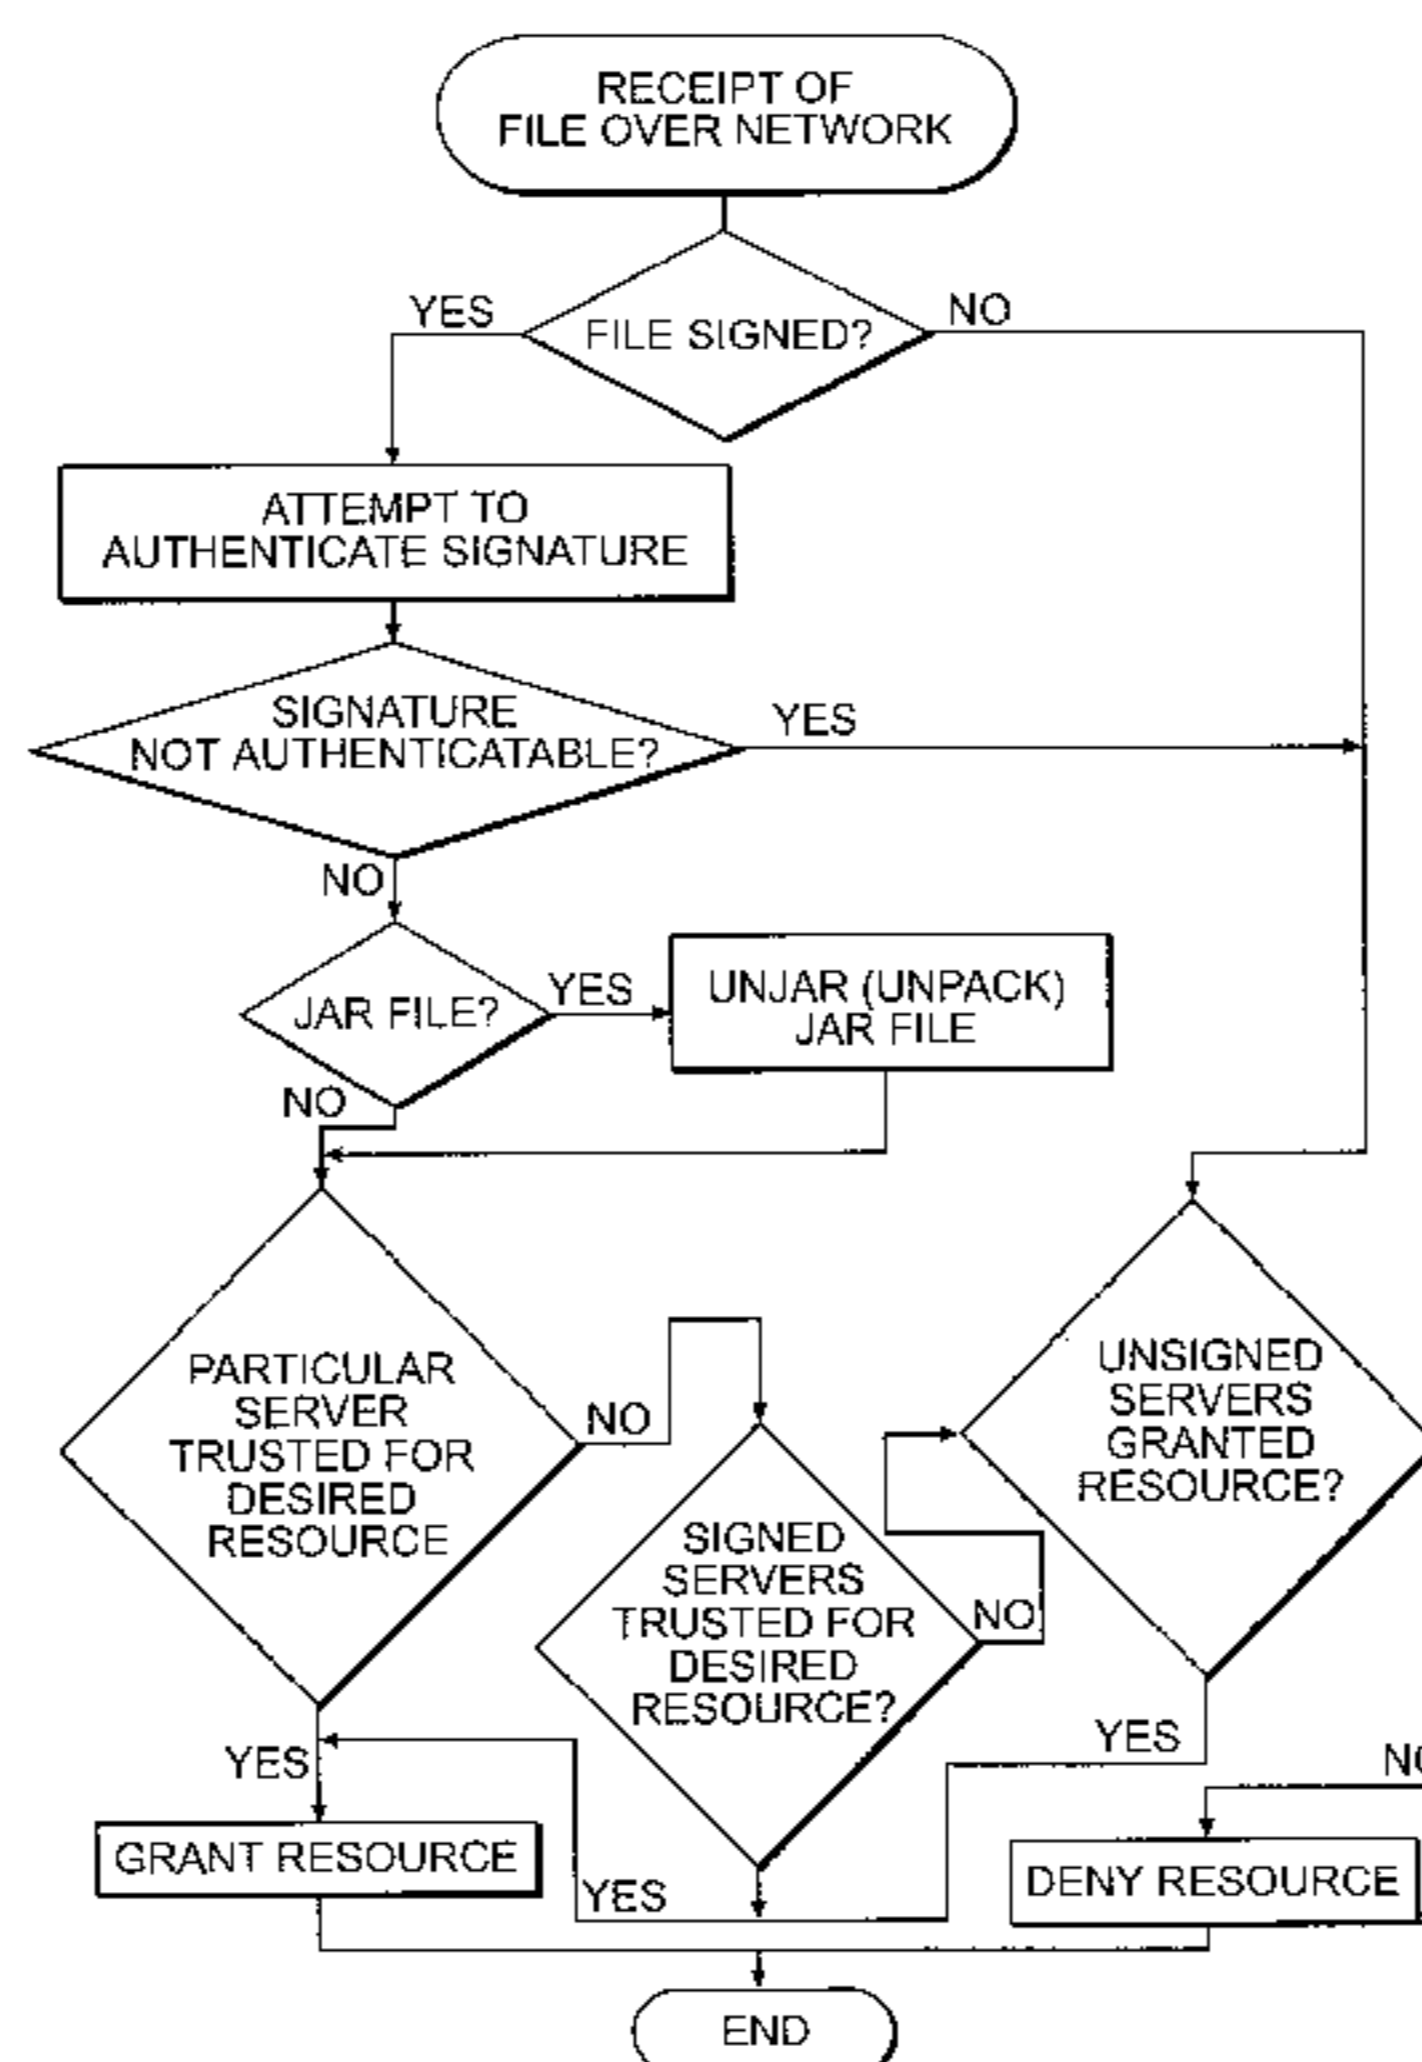 RECEIPT OF
FILE OVER NETWORK
YES
FILE SIGNED?
NO
ATTEMPT TO
AUTHENTICATE SIGNATURE
SIGNATURE
NOT AUTHENTICATABLE?
YES
NO
JAR FILE?
YES
UNJAR (UNPACK)
JAR FILE
NO
PARTICULAR
SERVER
TRUSTED FOR
DESIRED
RESOURCE
NO
SIGNED
SERVERS
TRUSTED FOR
DESIRED
RESOURCE?
NO
UNSIGNED
SERVERS
GRANTED
RESOURCE?
YES
YES
NO
GRANT RESOURCE
YES
DENY RESOURCE
END